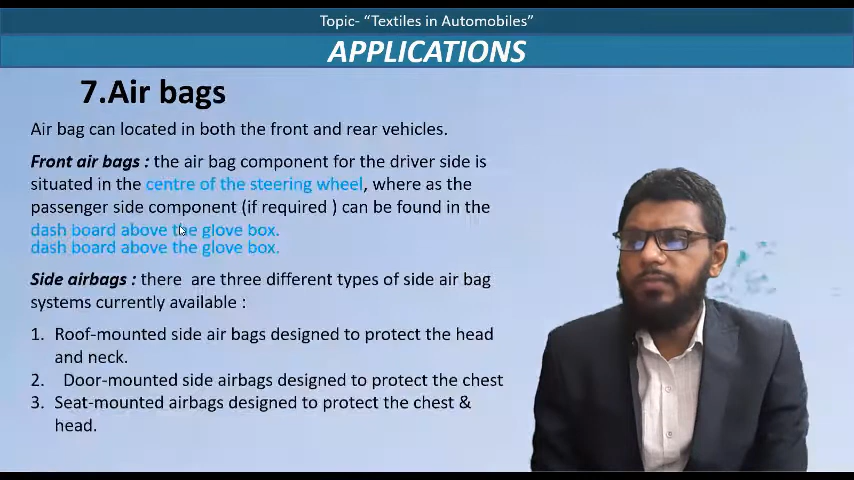 Topic- “Textiles in Automobiles”
APPLICATIONS
7.Air bags
Air bag can located in both the front and rear vehicles.
Front air bags : the air bag component for the driver side is
situated in the centre of the steering wheel, where as the
passenger side component (if required ) can be found in the
dash board above the glove box.
dash board above the glove box.
Side airbags : there are three different types of side air bag
systems currently available :
1. Roof-mounted side air bags designed to protect the head
and neck.
2. Door-mounted side airbags designed to protect the chest
3. Seat-mounted airbags designed to protect the chest &
head.